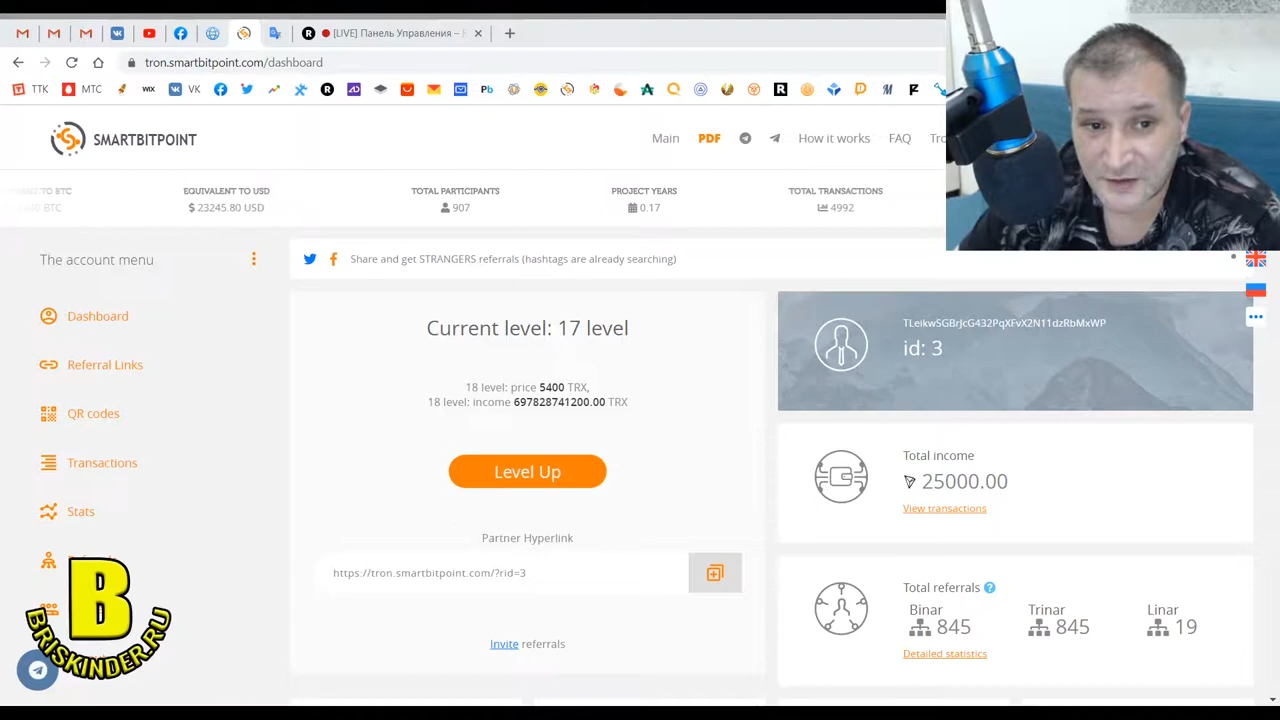 [LIVE] Панель Управления –
tron.smartbitpoint.com/dashboard
ТТК
МТС
WIX
VK
Pb
SMARTBITPOINT
Main
PDF
How it works
FAQ
BTC
BTC
EQUIVALENT TO USD
$ 23245.80 USD
TOTAL PARTICIPANTS
907
PROJECT YEARS
0.17
TOTAL TRANSACTIONS
4992
The account menu
Share and get STRANGERS referrals (hashtags are already searching)
Dashboard
Referral Links
QR codes
Transactions
Stats
Current level: 17 level
18 level: price 5400 TRX,
18 level: income 697828741200.00 TRX
Level Up
Partner Hyperlink
https://tron.smartbitpoint.com/?rid=3
Invite referrals
TLeikwSGBrJcG432PqXFvX2N11dzRbMxWP
id: 3
Total income
25000.00
View transactions
Total referrals
Binar
845
Trinar
845
Linar
19
Detailed statistics
B
BRISKINDER.RU